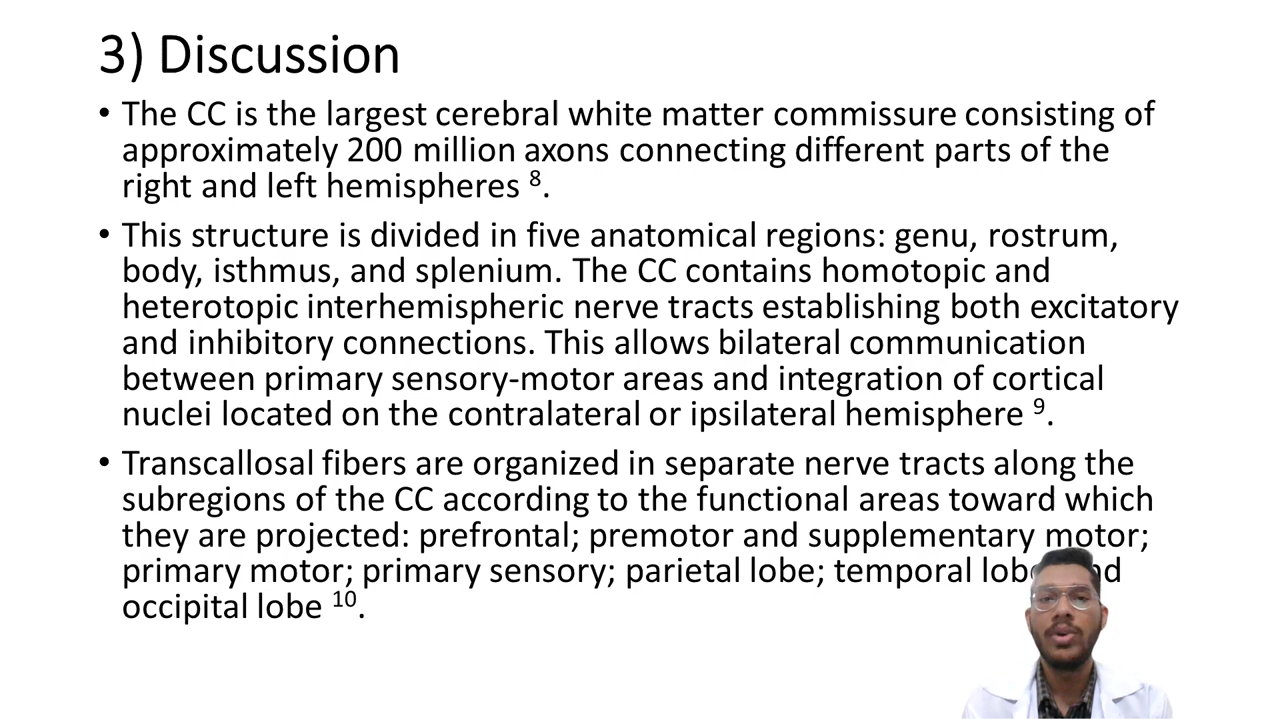 3) Discussion
• The CC is the largest cerebral white matter commissure consisting of
approximately 200 million axons connecting different parts of the
right and left hemispheres 8.
• This structure is divided in five anatomical regions: genu, rostrum,
body, isthmus, and splenium. The CC contains homotopic and
heterotopic interhemispheric nerve tracts establishing both excitatory
and inhibitory connections. This allows bilateral communication
between primary sensory-motor areas and integration of cortical
nuclei located on the contralateral or ipsilateral hemisphere 9.
• Transcallosal fibers are organized in separate nerve tracts along the
subregions of the CC according to the functional areas toward which
they are projected: prefrontal; premotor and supplementary motor;
primary motor; primary sensory; parietal lobe; temporal
occipital lobe 10.